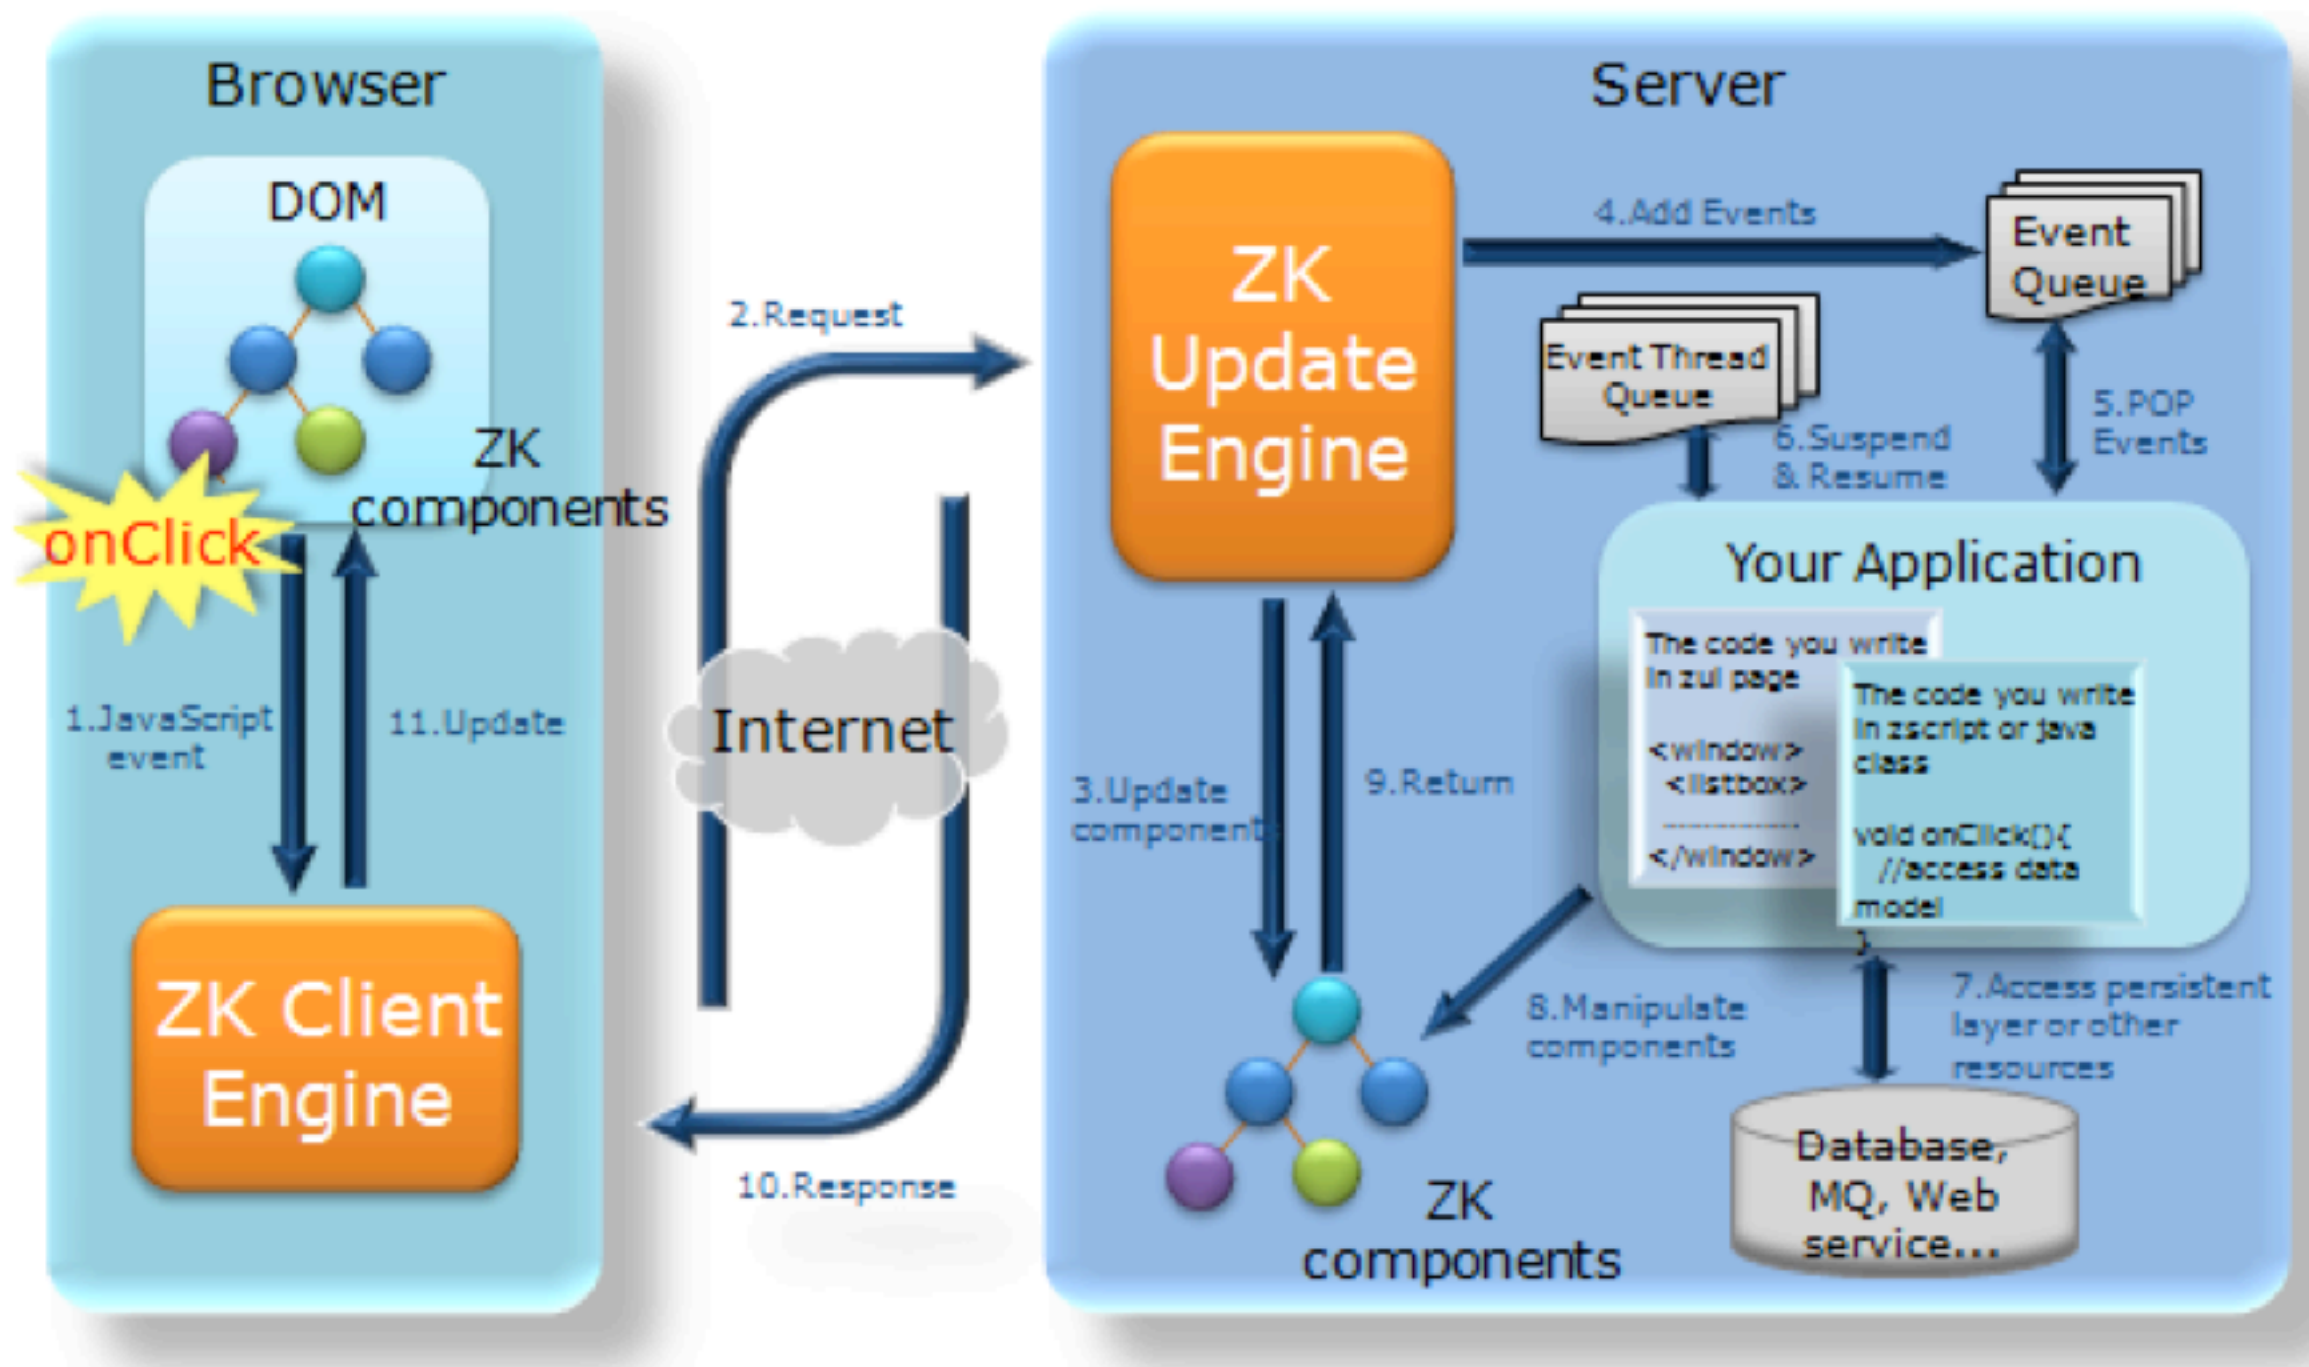 Browser
DOM
ZK
components
onClick
1.JavaScript
event
11.Update
ZK Client
Engine
2.Request
Internet
10.Response
Server
ZK
Update
Engine
4.Add Events
Event
Queue
Event Thread
Queue
5.POP
Events
6.Suspend
& Resume
Your Application
The code you write
in zul page
<window>
<listbox>
----------------
</window>
The code you write
in zscript or java
class
void onClick(){
//access data
model
}
3.Update
components
9.Return
8.Manipulate
components
7.Access persistent
layer or other
resources
ZK
components
Database,
MQ, Web
service...